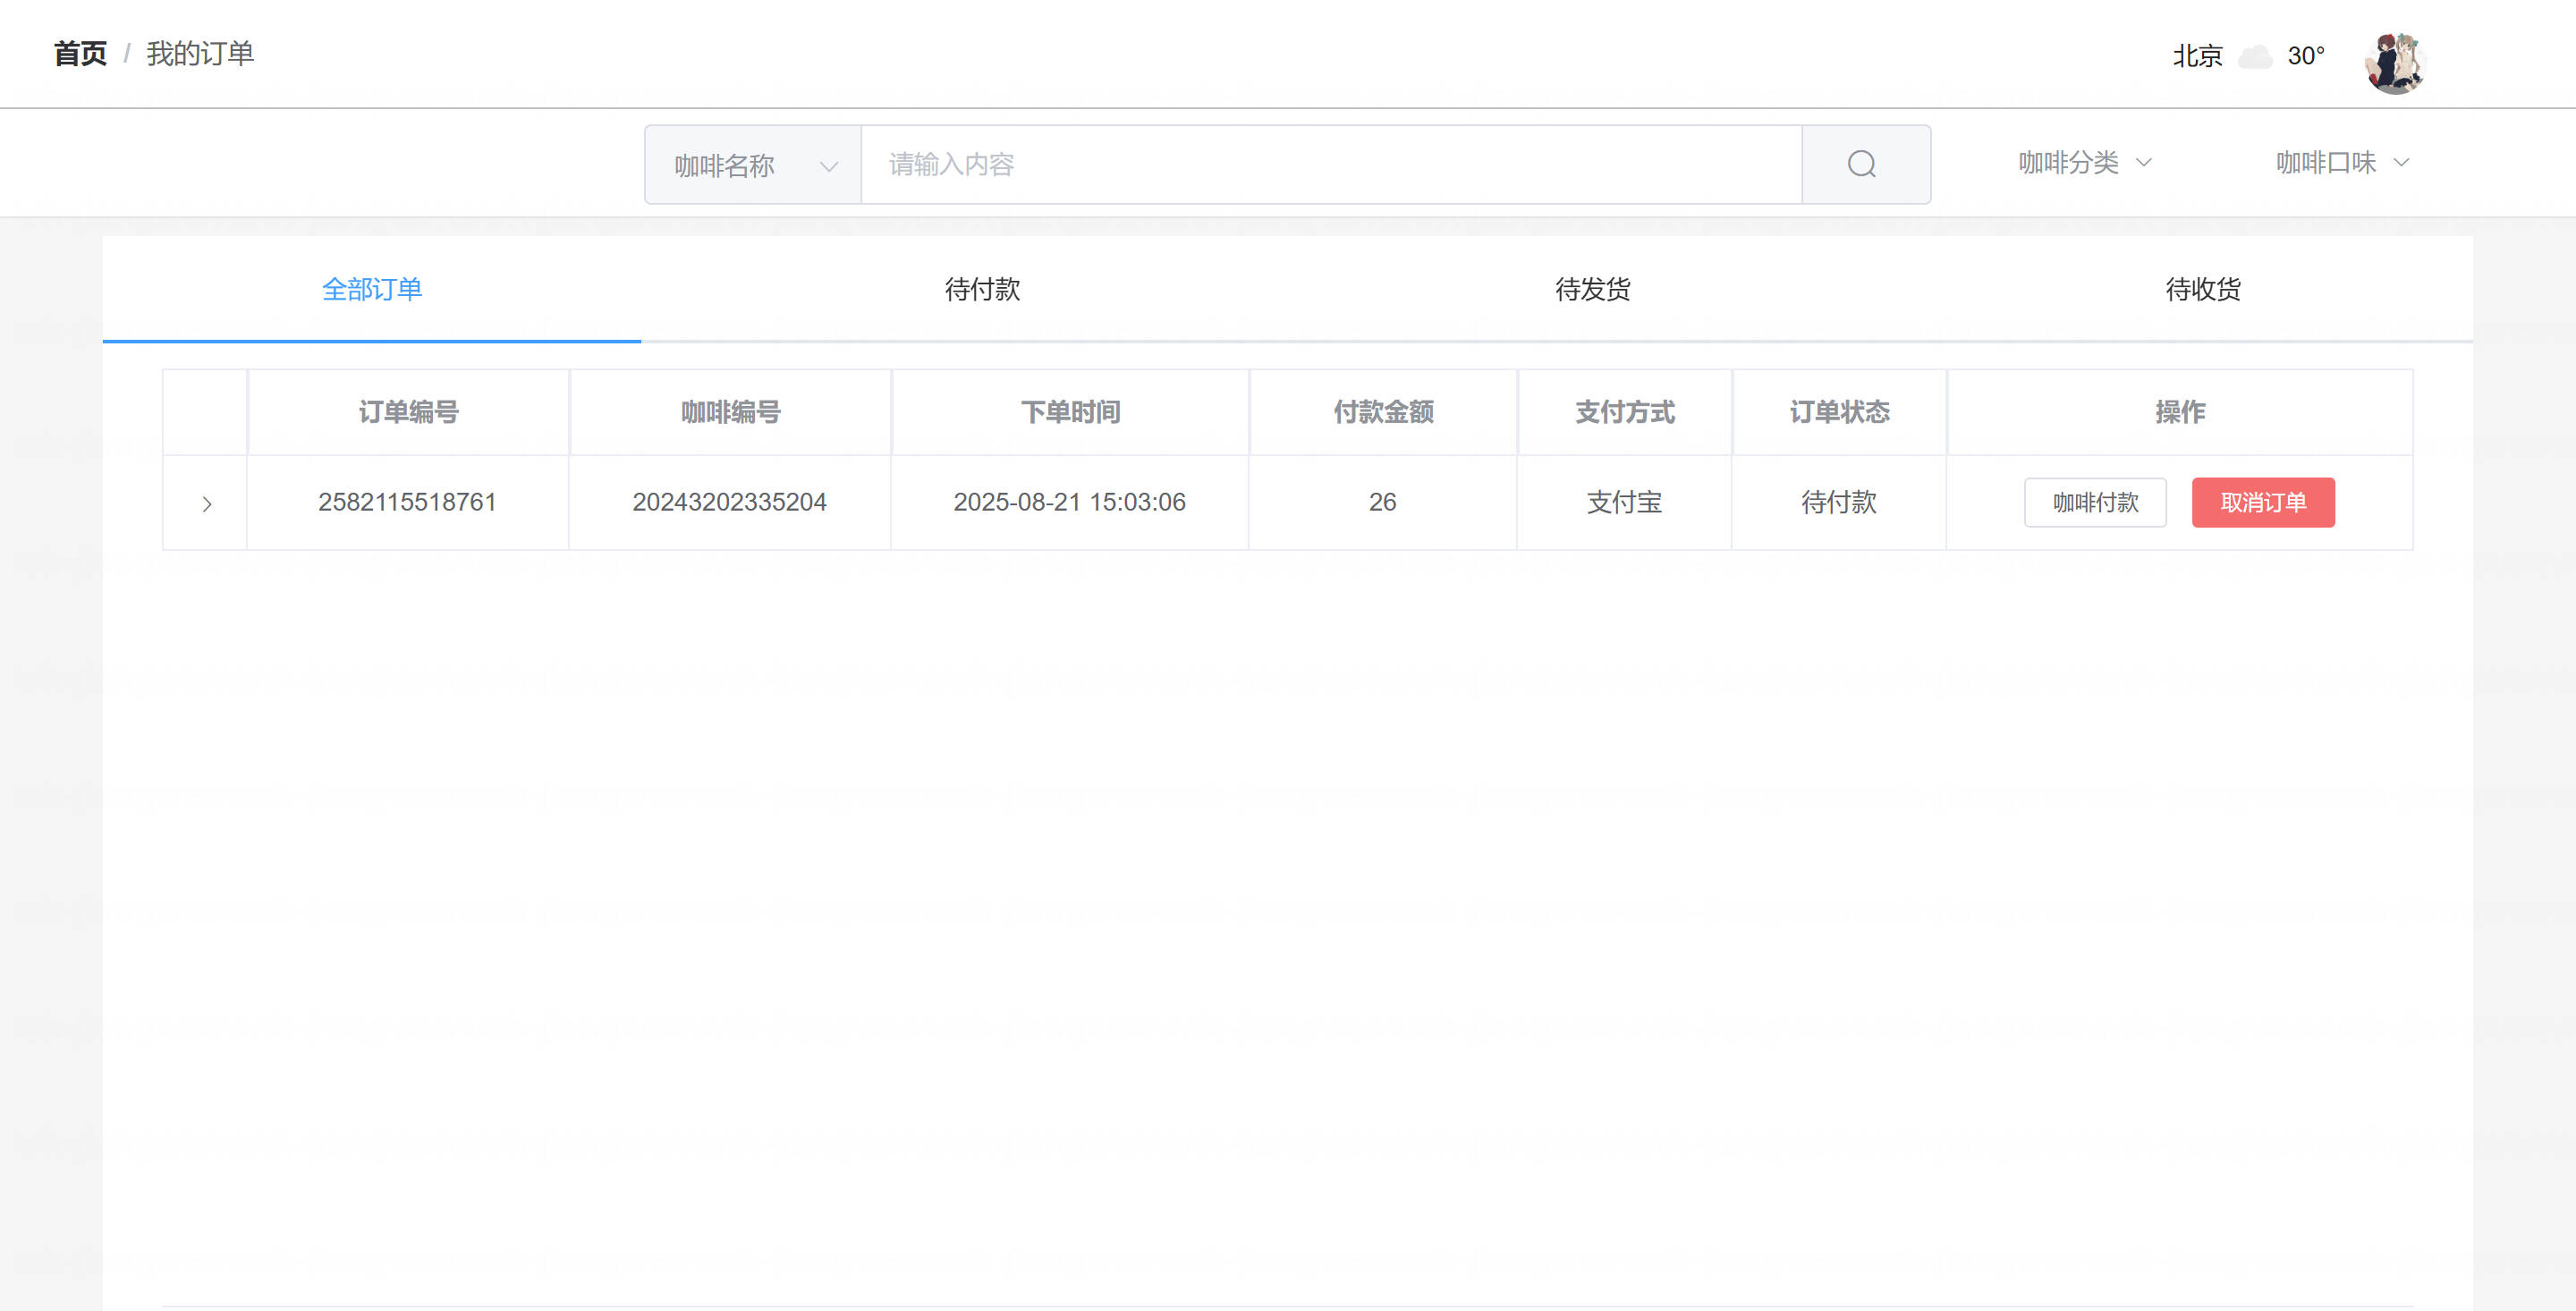 首页 / 我的订单
北京 30°
咖啡名称 请输入内容 咖啡分类 咖啡口味
全部订单 待付款 待发货 待收货
订单编号 咖啡编号 下单时间 付款金额 支付方式 订单状态 操作
2582115518761 20243202335204 2025-08-21 15:03:06 26 支付宝 待付款 咖啡付款 取消订单